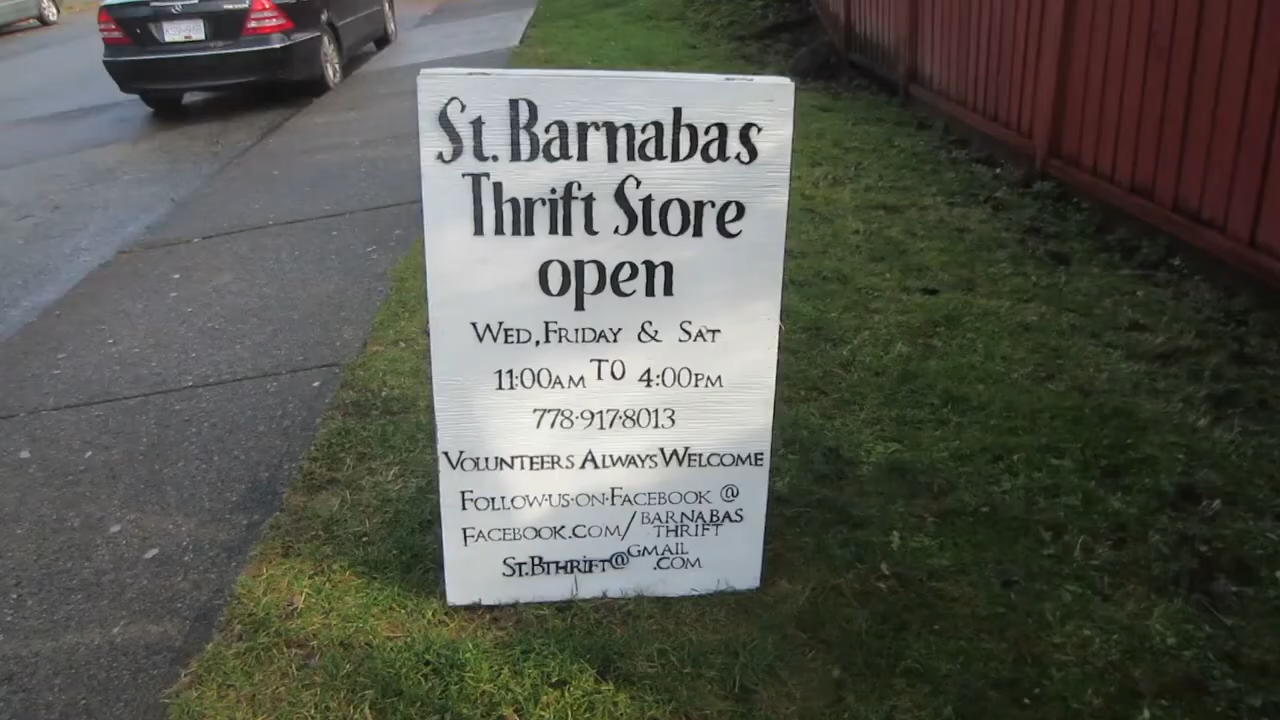 St. Barnabas
Thrift Store
open
WED, FRIDAY & SAT
11:00AM TO 4:00PM
778·917·8013
VOLUNTEERS ALWAYS WELCOME
FOLLOW·US·ON·FACEBOOK @
FACEBOOK.COM/BARNABAS THRIFT
ST.BTHRIFT@GMAIL.COM